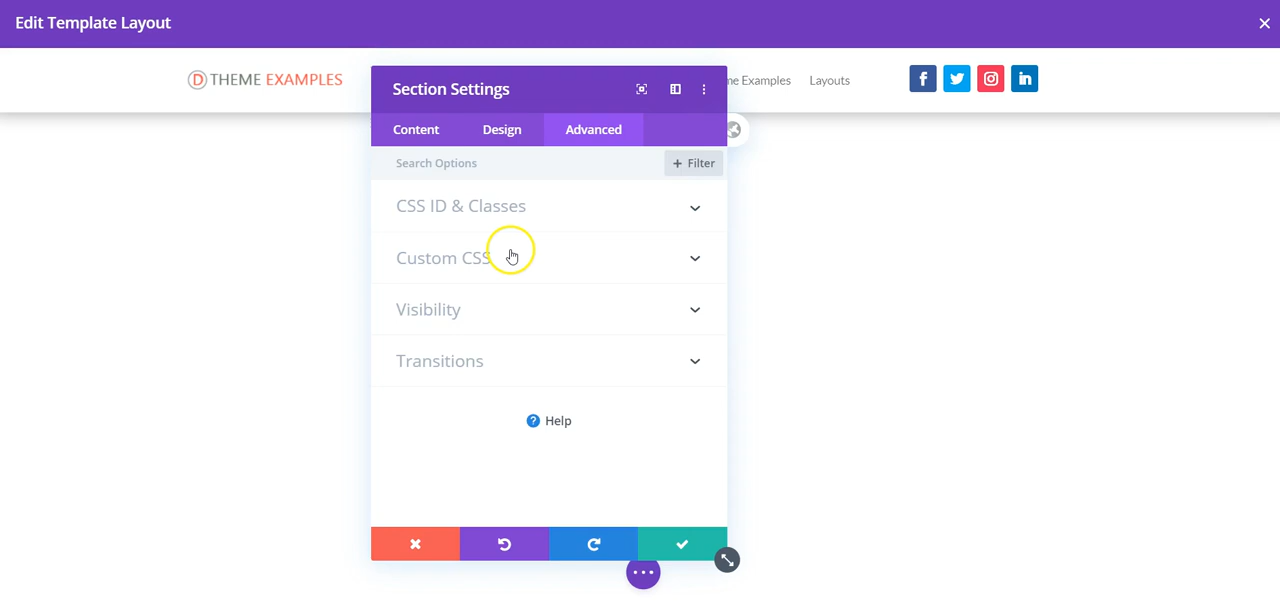 Edit Template Layout
D THEME EXAMPLES
me Examples
Layouts
Section Settings
Content
Design
Advanced
Search Options
+ Filter
CSS ID & Classes
Custom CSS
Visibility
Transitions
? Help